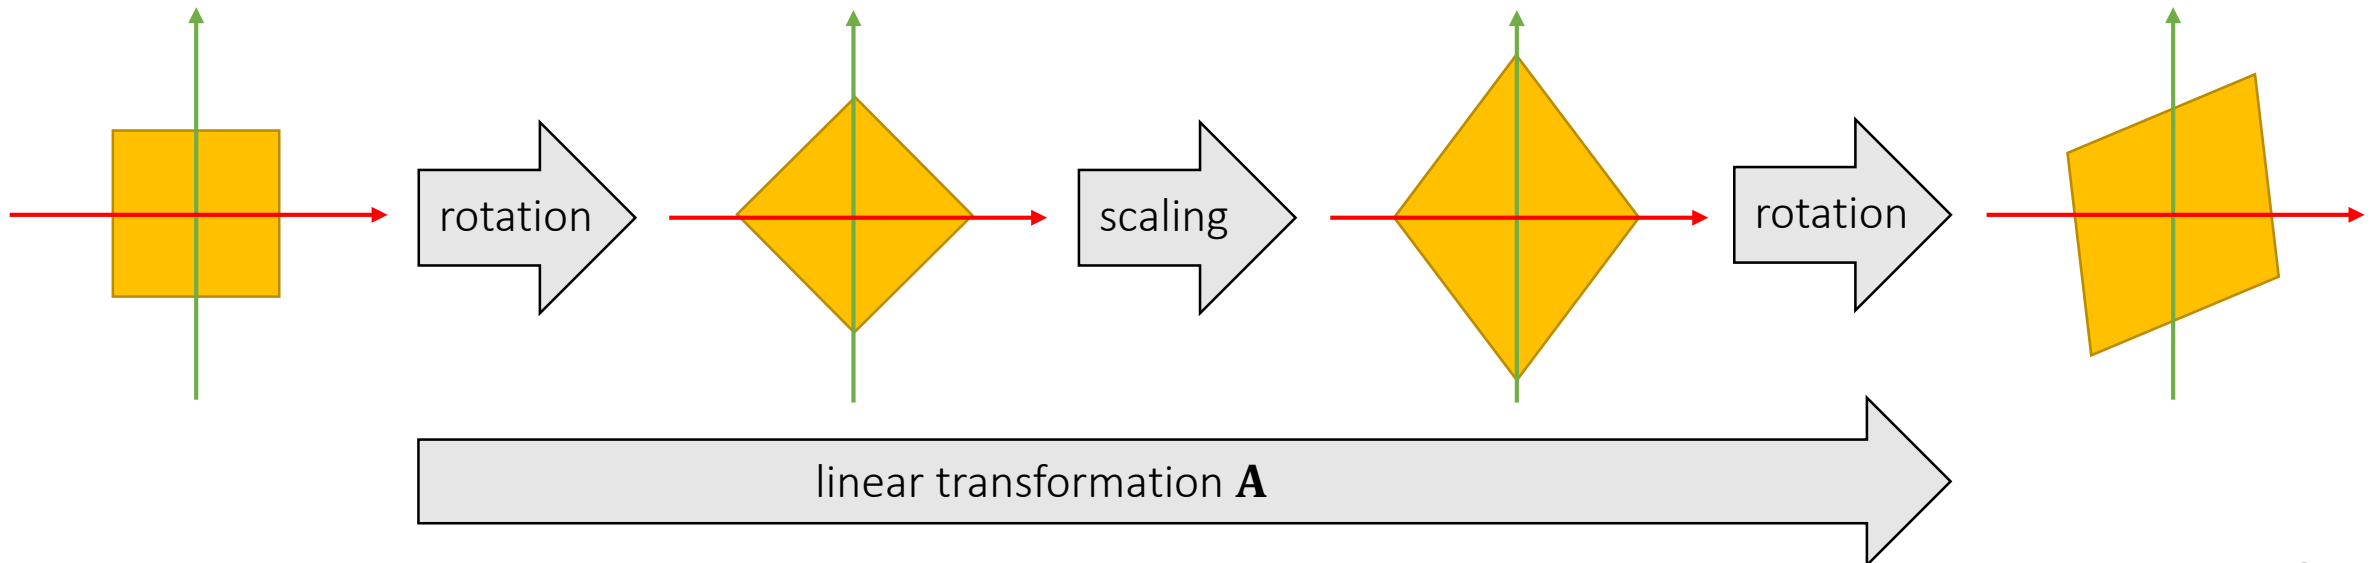 rotation
scaling
rotation
linear transformation A